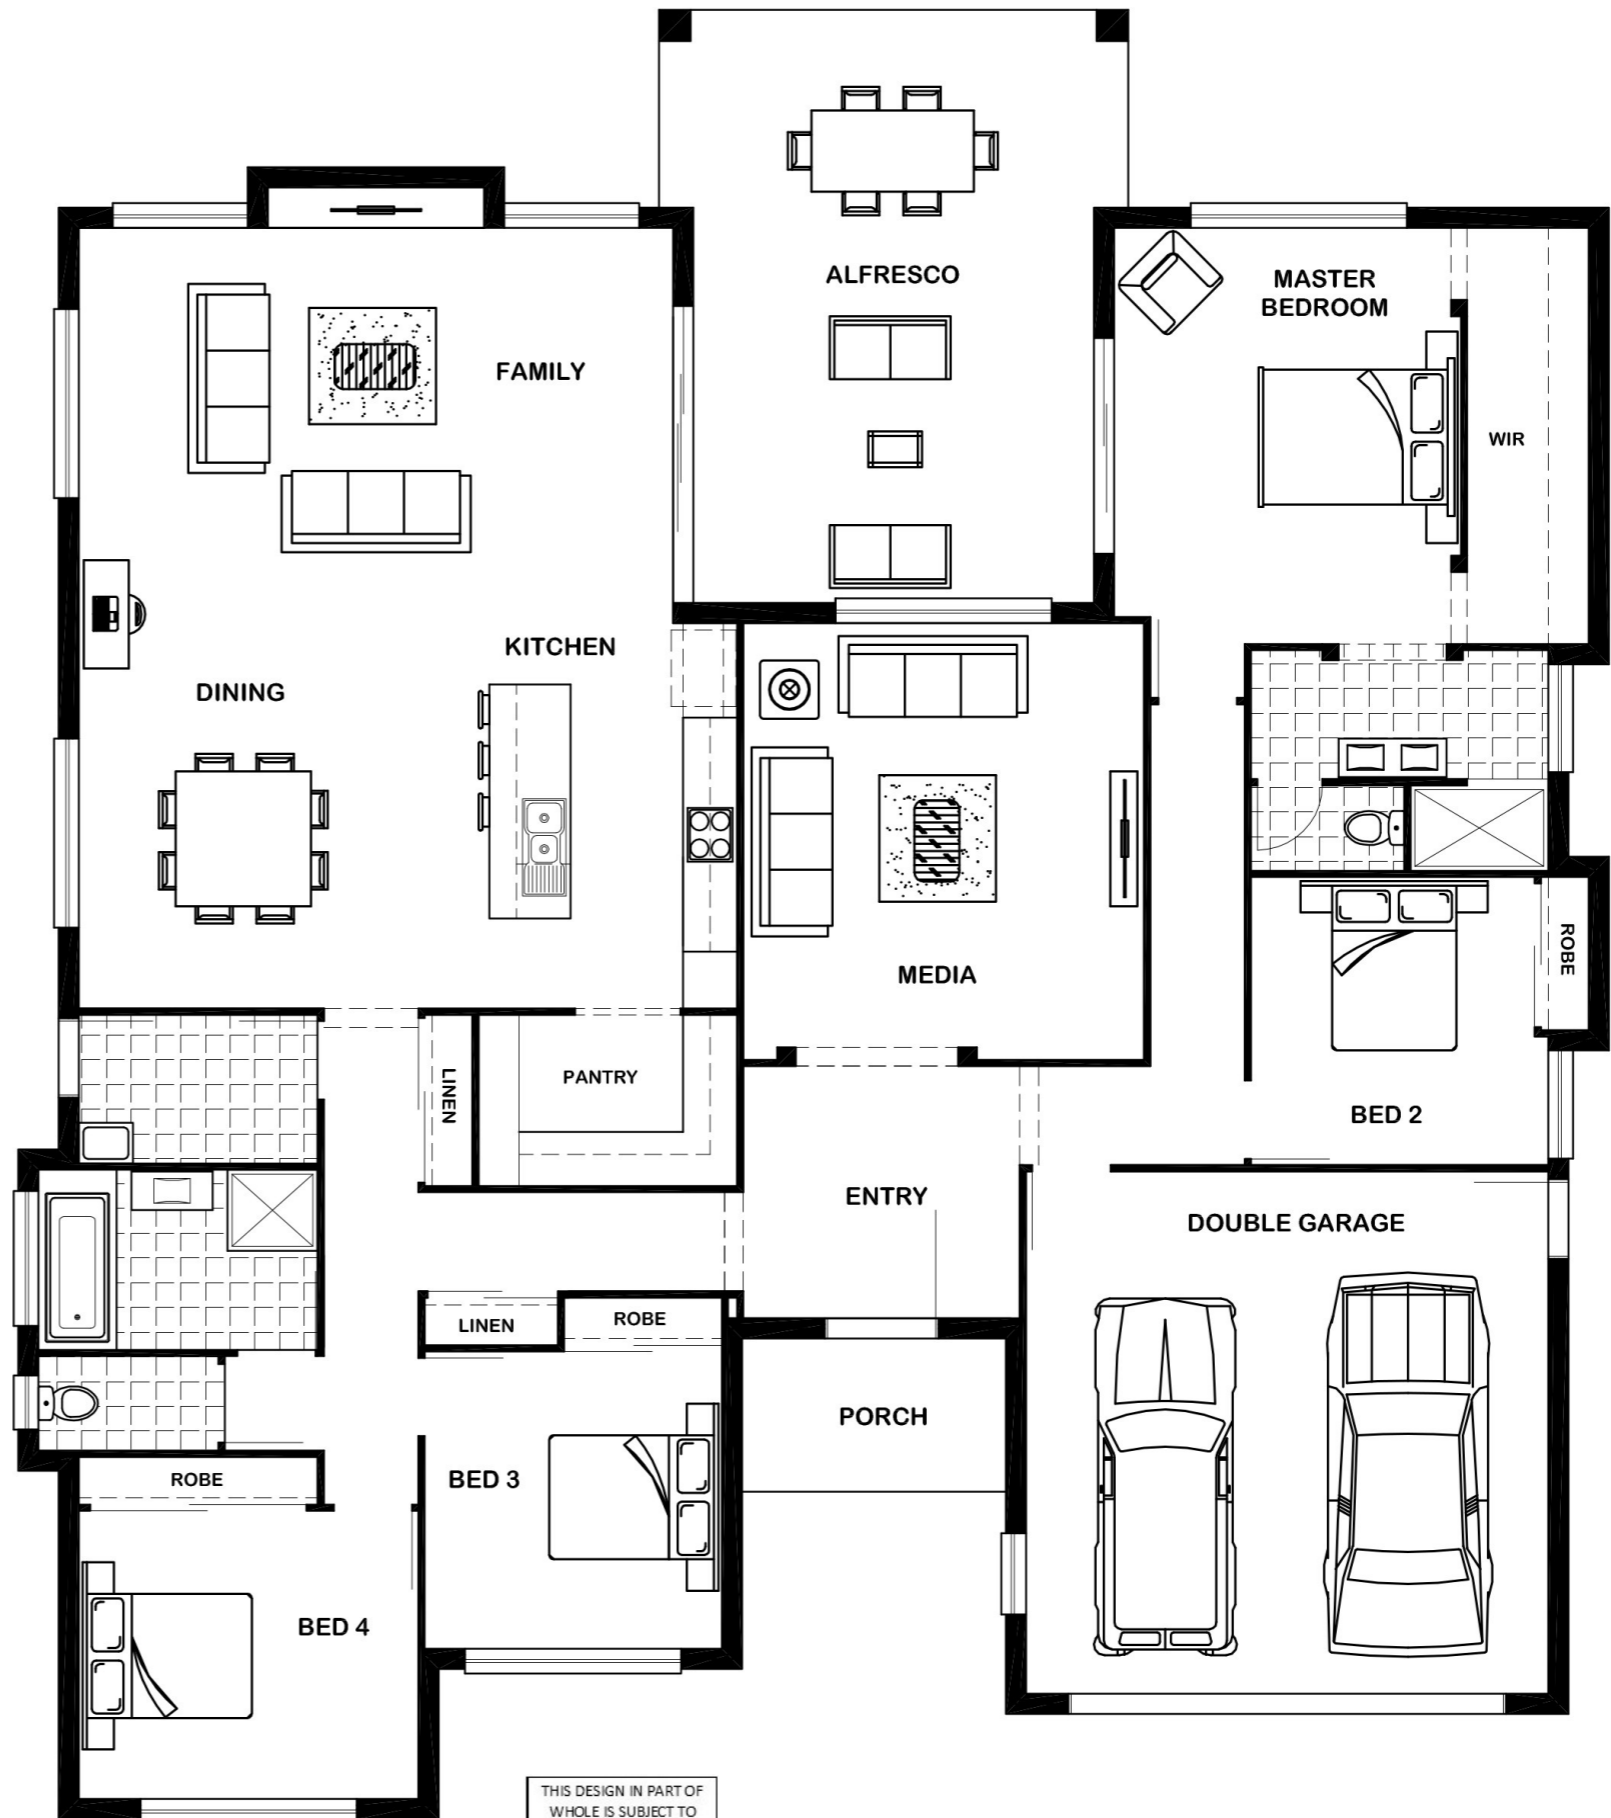 ALFRESCO
MASTER
BEDROOM
FAMILY
WIR
KITCHEN
DINING
ROBE
MEDIA
LINEN
PANTRY
BED 2
ENTRY
DOUBLE GARAGE
LINEN
ROBE
PORCH
ROBE
BED 3
BED 4
THIS DESIGN IN PART OF
WHOLE IS SUBJECT TO